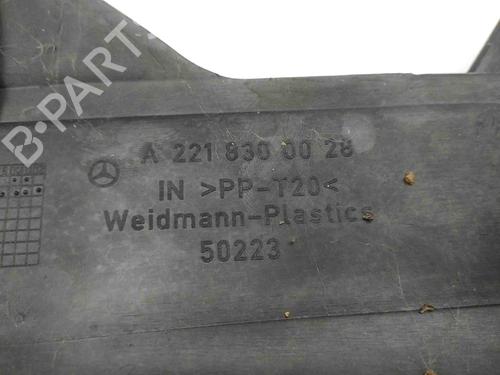 B-PARTS
A 221 830 00 28
IN >PP-T20<
Weidmann-Plastics
50223